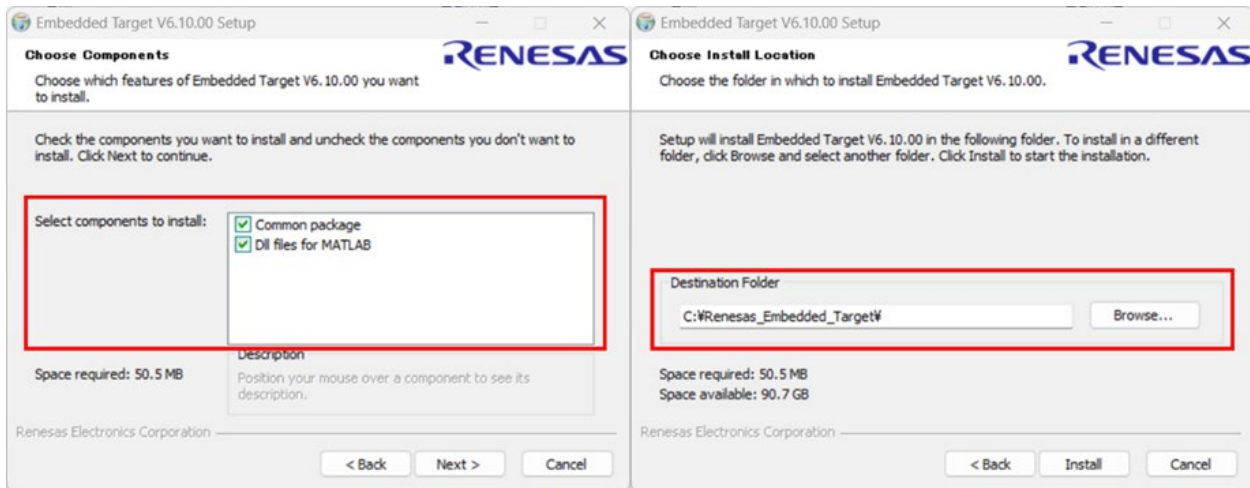 Embedded Target V6.10.00 Setup
Choose Components
RENESAS
Choose which features of Embedded Target V6.10.00 you want
to install.
Check the components you want to install and uncheck the components you don't want to
install. Click Next to continue.
Select components to install:
Common package
Dll files for MATLAB
Space required: 50.5 MB
Description
Position your mouse over a component to see its
description.
Renesas Electronics Corporation
< Back
Next >
Cancel
Embedded Target V6.10.00 Setup
Choose Install Location
RENESAS
Choose the folder in which to install Embedded Target V6.10.00.
Setup will install Embedded Target V6.10.00 in the following folder. To install in a different
folder, click Browse and select another folder. Click Install to start the installation.
Destination Folder
C:¥Renesas_Embedded_Target¥
Browse...
Space required: 50.5 MB
Space available: 90.7 GB
Renesas Electronics Corporation
< Back
Install
Cancel